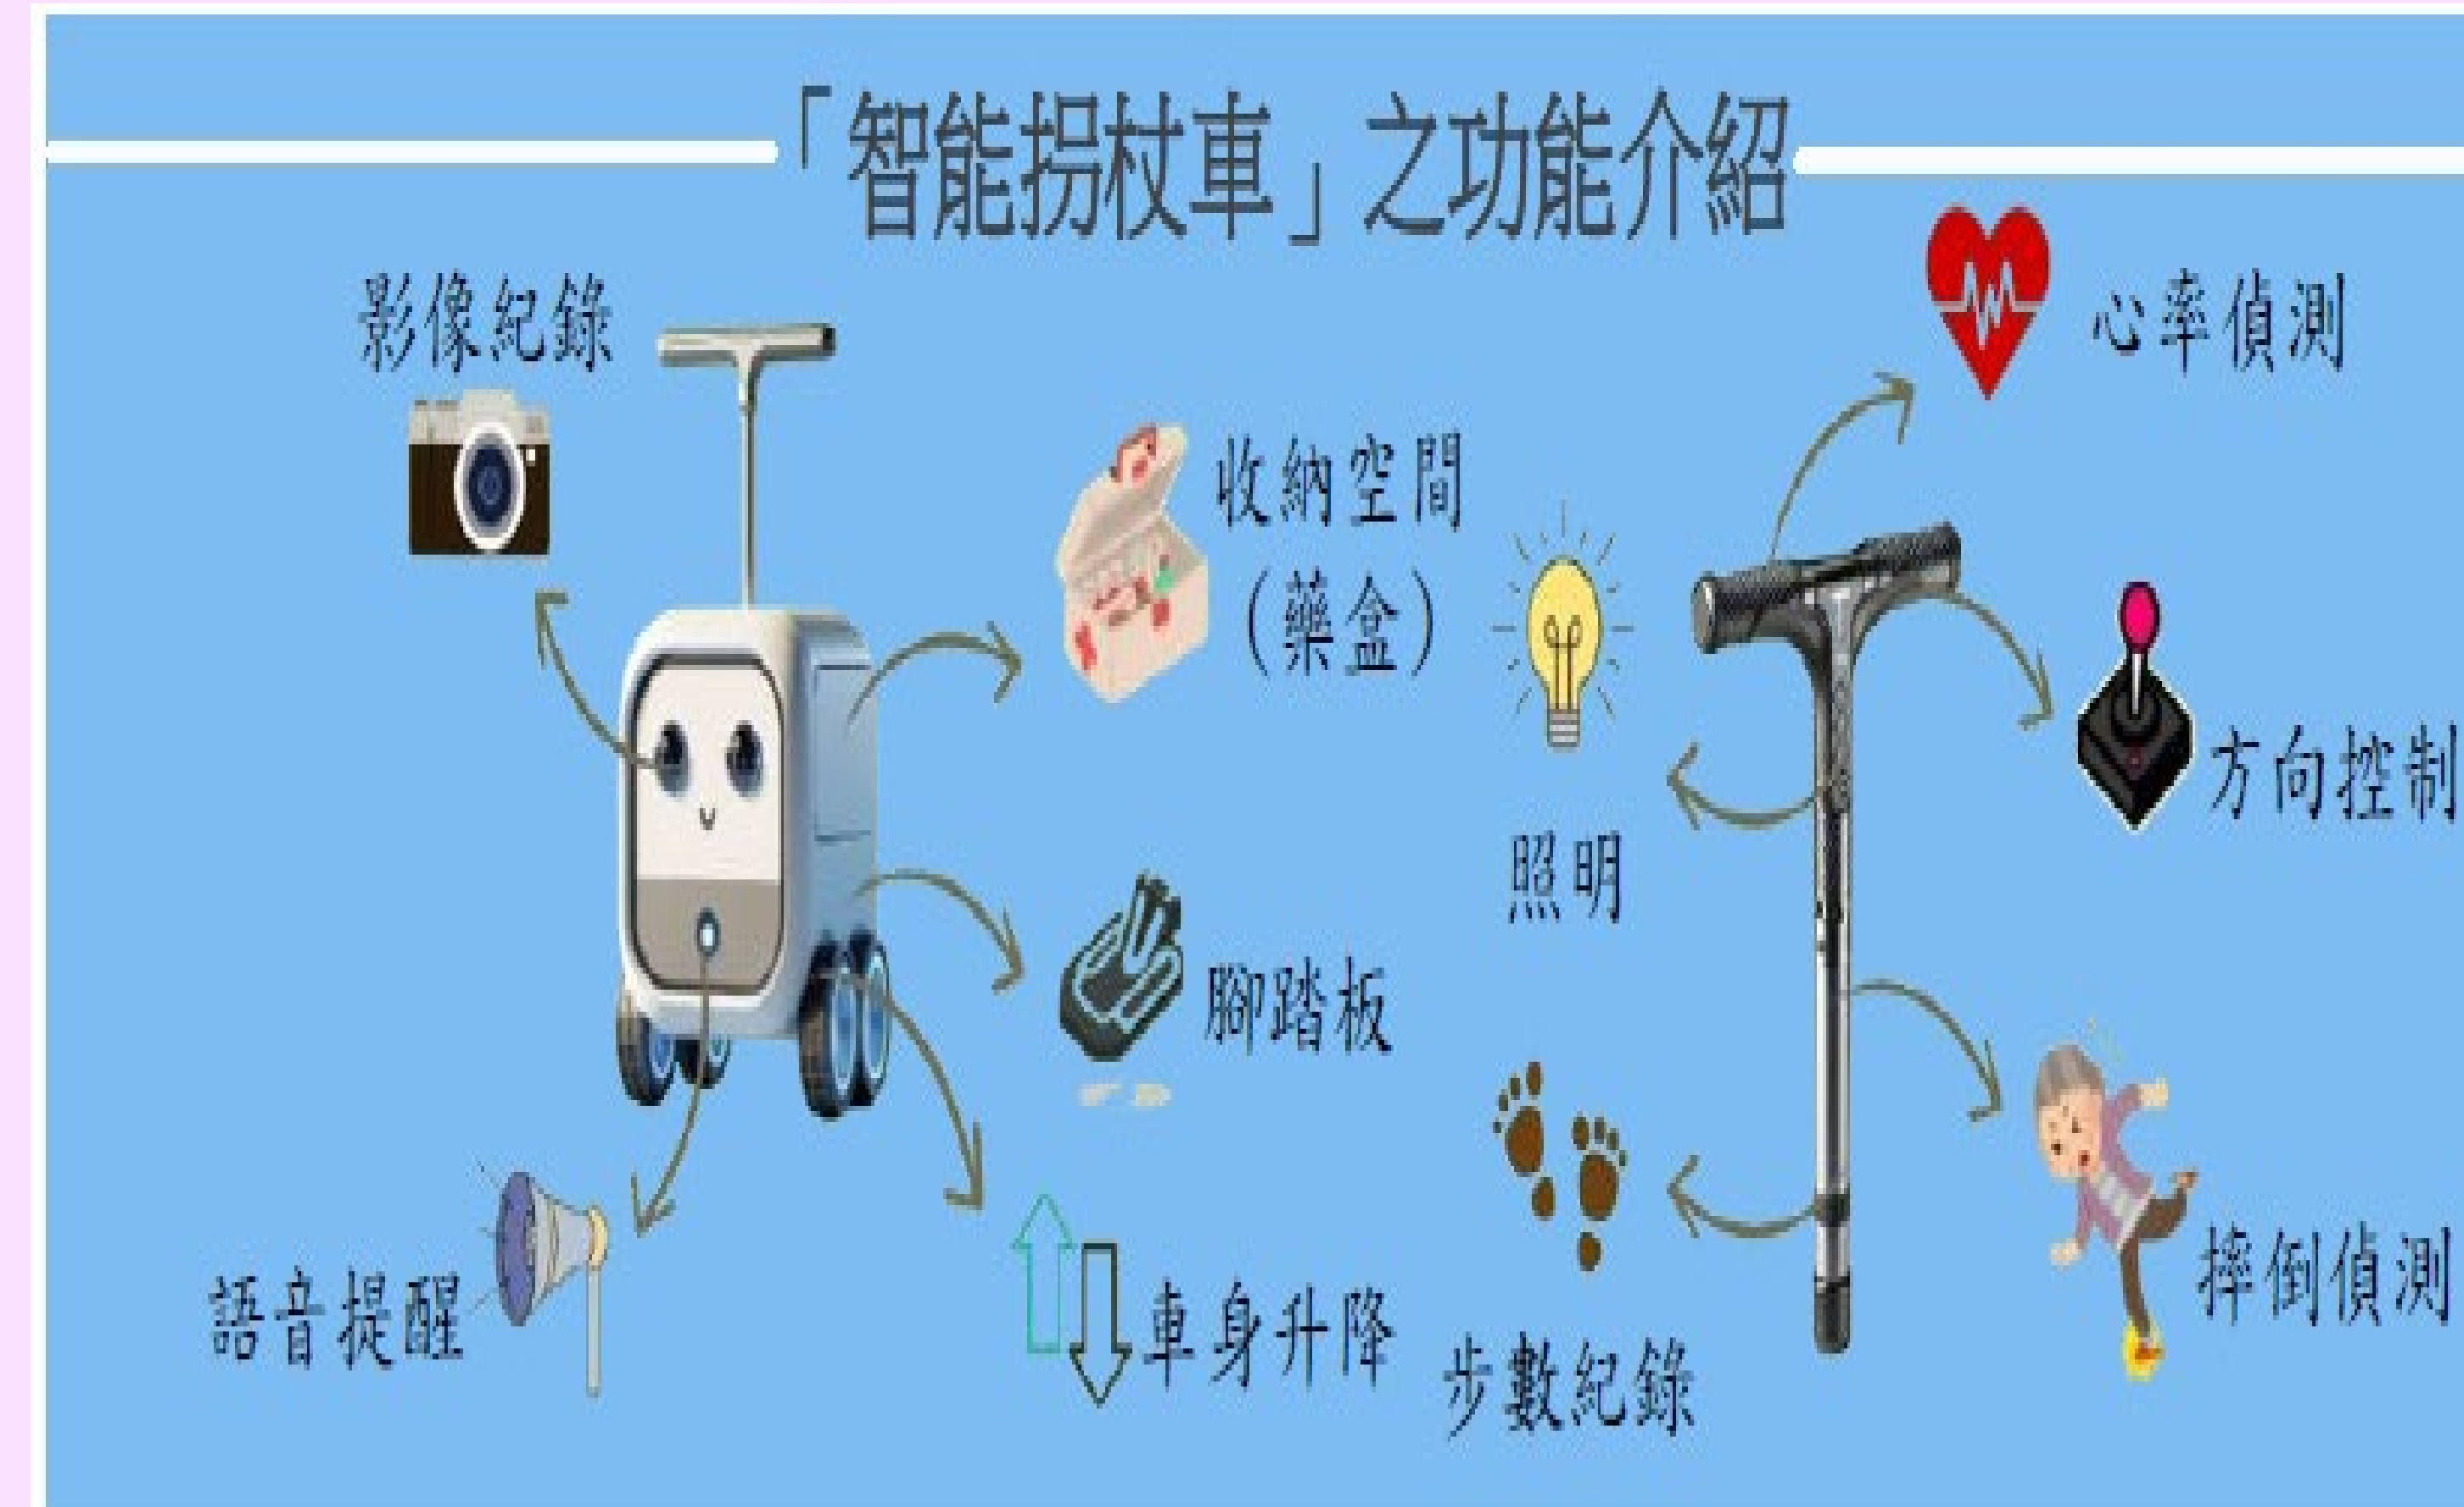 「智能拐杖車」之功能介紹
影像紀錄
收納空間
（藥盒）
腳踏板
車身升降
語音提醒
心率偵測
方向控制
照明
摔倒偵測
步數紀錄